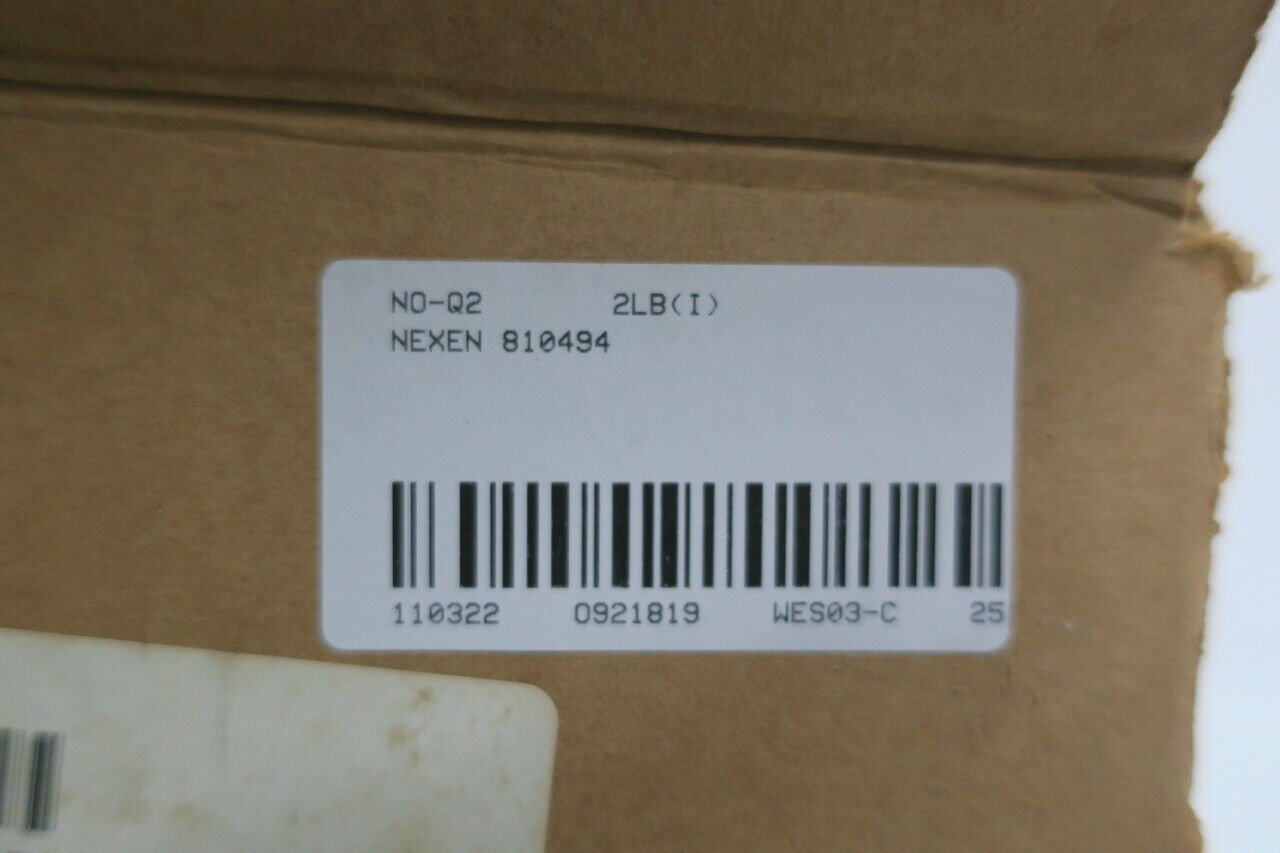 NO-Q2 2LB(I)
NEXEN 810494
110322 0921819 WES03-C 25